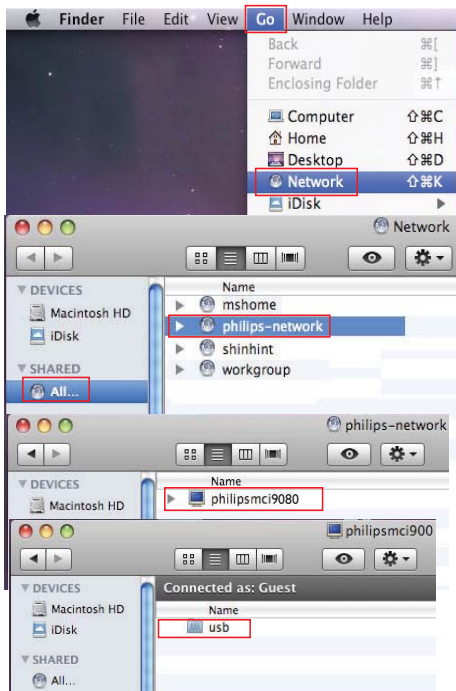 Finder File Edit View Go Window Help
Back ⌘[
Forward ⌘]
Enclosing Folder ⌘↑
Computer ⇧⌘C
Home ⇧⌘H
Desktop ⇧⌘D
Network ⇧⌘K
iDisk
Network
DEVICES
Macintosh HD
iDisk
SHARED
All...
Name
mshome
philips-network
shinhint
workgroup
philips-network
DEVICES
Macintosh HD
Name
philipsmci9080
philipsmci900
DEVICES
Macintosh HD
iDisk
SHARED
All...
Connected as: Guest
Name
usb